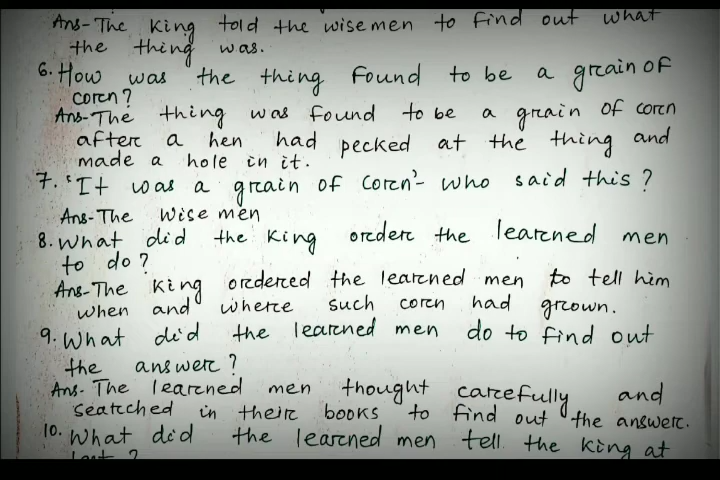 Ans- The King told the wisemen to find out what
the thing was.
6. How was the thing found to be a grain of
corn?
Ans- The thing was found to be a grain of corn
after a hen had pecked at the thing and
made a hole in it.
7. 'It was a grain of corn'- who said this?
Ans- The wise men
8. What did the King order the learned men
to do?
Ans- The King ordered the learned men to tell him
when and where such corn had grown.
9. What did the learned men do to find out
the answer?
Ans- The learned men thought carefully and
searched in their books to find out the answer.
10. What did the learned men tell the King at
last?